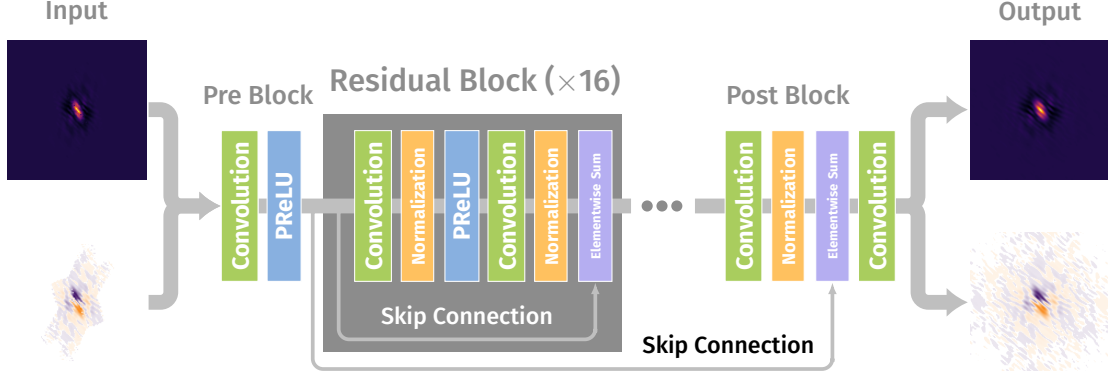 Input
Output
Pre Block
Residual Block (×16)
Post Block
Convolution
PReLU
Convolution
Normalization
PReLU
Convolution
Normalization
Elementwise Sum
Convolution
Normalization
Elementwise Sum
Convolution
Skip Connection
Skip Connection